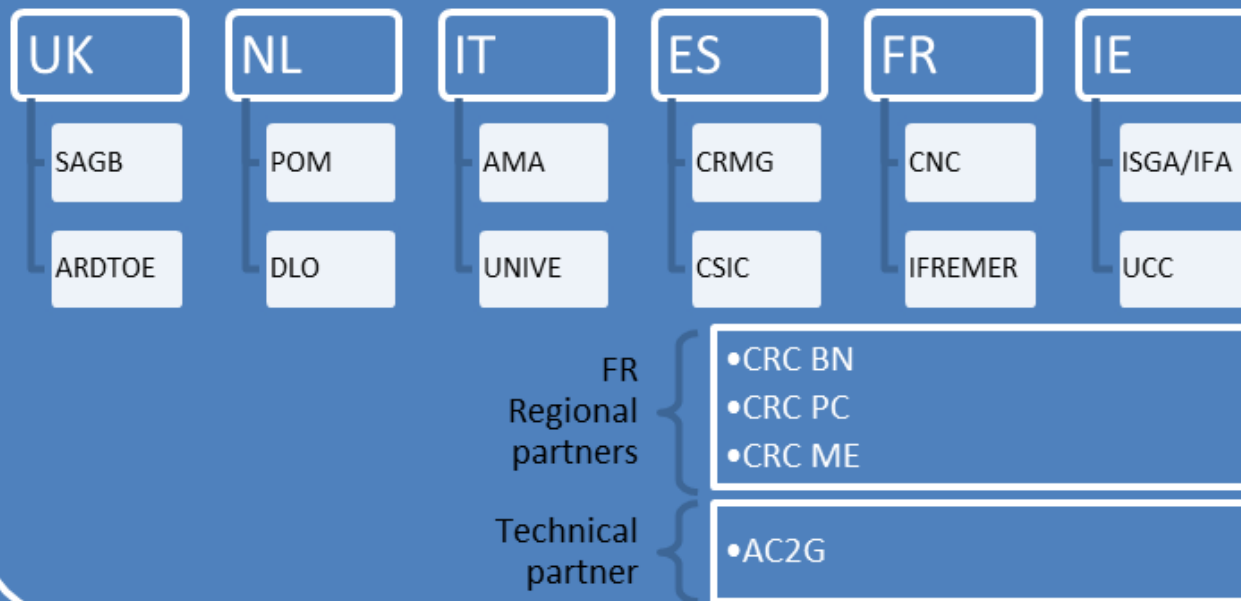 UK NL IT ES FR IE
SAGB POM AMA CRMG CNC ISGA/IFA
ARDTOE DLO UNIVE CSIC IFREMER UCC
FR
Regional
partners
•CRC BN
•CRC PC
•CRC ME
Technical
partner
•AC2G